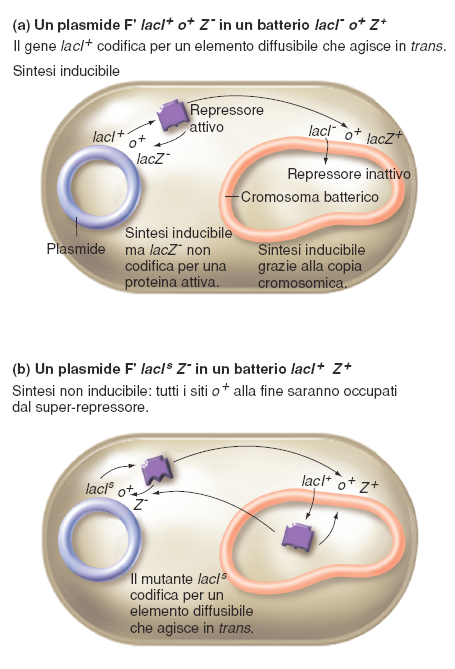 (a) Un plasmide F' lacI⁺ o⁺ Z⁻ in un batterio lacI⁻ o⁺ Z⁺
Il gene lacI⁺ codifica per un elemento diffusibile che agisce in trans.
Sintesi inducibile
Repressore
attivo
lacI⁺ o⁺
lacZ⁻
lacI⁻ o⁺ lacZ⁺
Repressore inattivo
Cromosoma batterico
Plasmide
Sintesi inducibile
ma lacZ⁻ non
codifica per una
proteina attiva.
Sintesi inducibile
grazie alla copia
cromosomica.
(b) Un plasmide F' lacIˢ Z⁻ in un batterio lacI⁺ Z⁺
Sintesi non inducibile: tutti i siti o⁺ alla fine saranno occupati
dal super-repressore.
lacIˢ o⁺
Z⁻
lacI⁺ o⁺ Z⁺
Il mutante lacIˢ
codifica per un
elemento diffusibile
che agisce in trans.